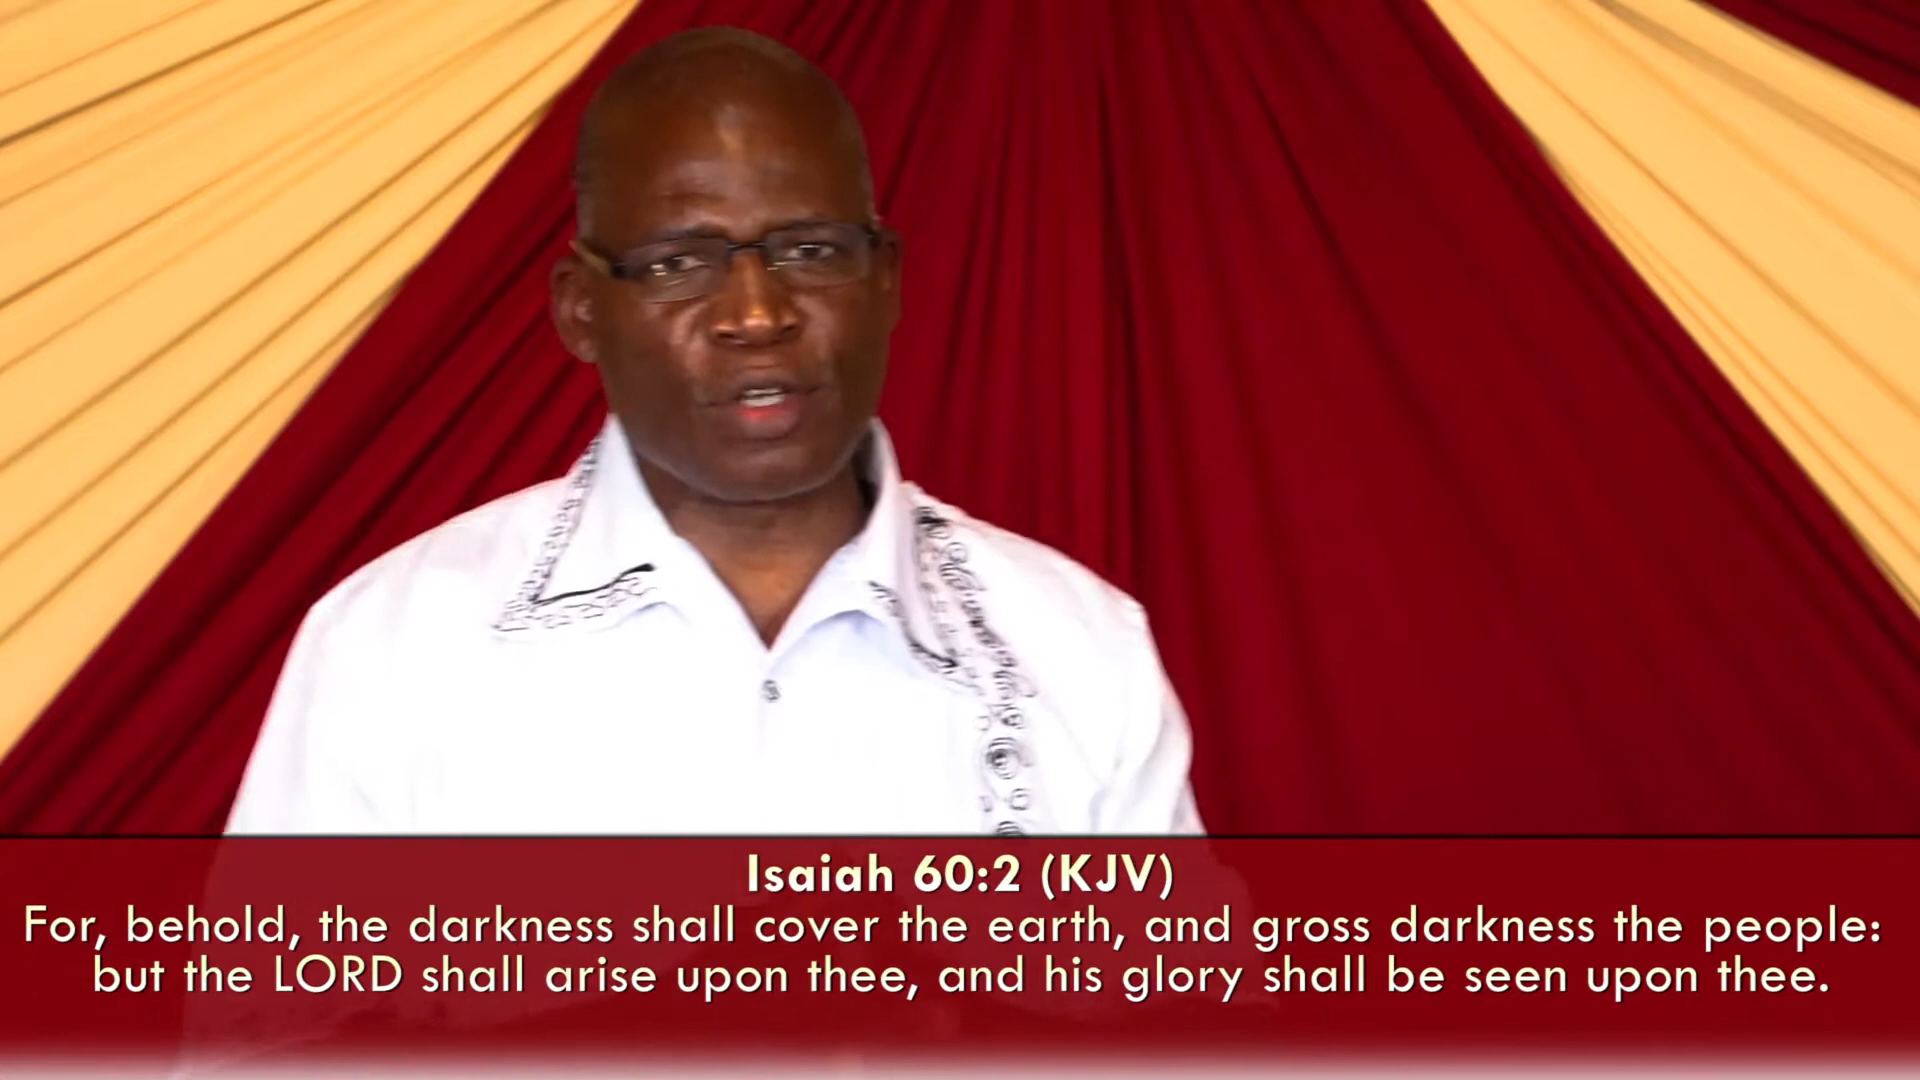 Isaiah 60:2 (KJV)
For, behold, the darkness shall cover the earth, and gross darkness the people:
but the LORD shall arise upon thee, and his glory shall be seen upon thee.